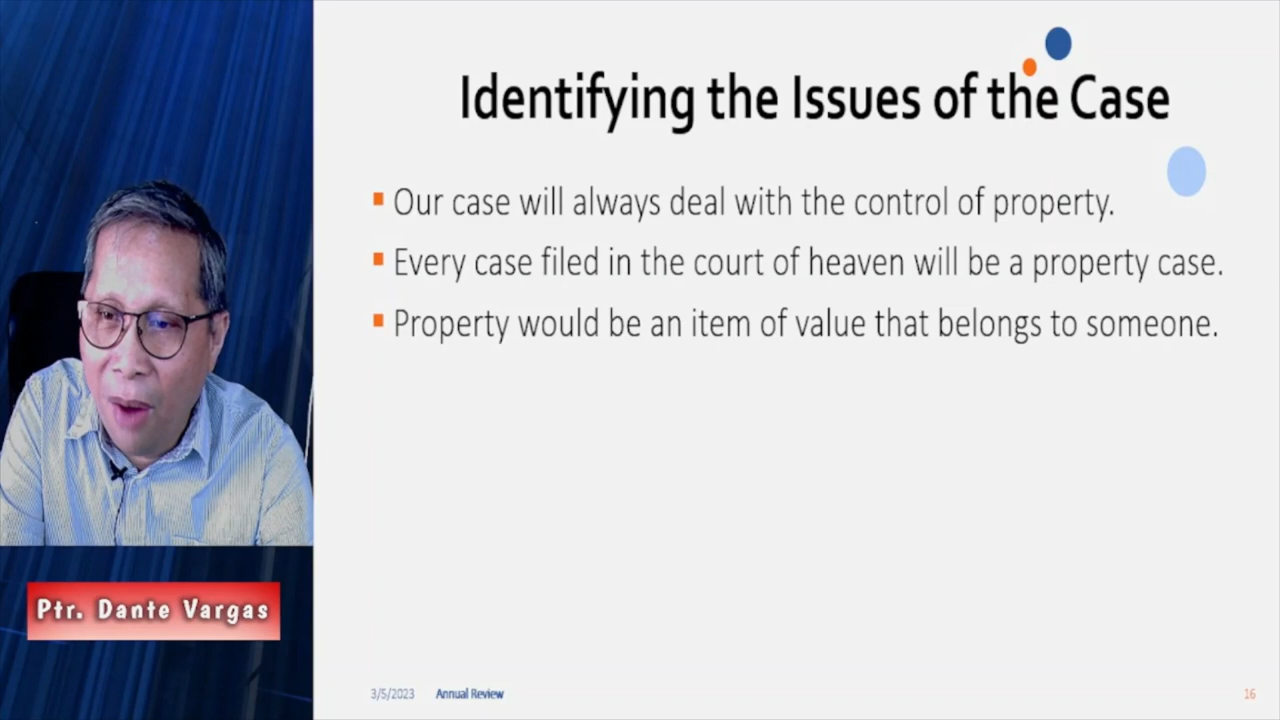 Identifying the Issues of the Case
▪ Our case will always deal with the control of property.
▪ Every case filed in the court of heaven will be a property case.
▪ Property would be an item of value that belongs to someone.
Ptr. Dante Vargas
3/5/2023 Annual Review 16